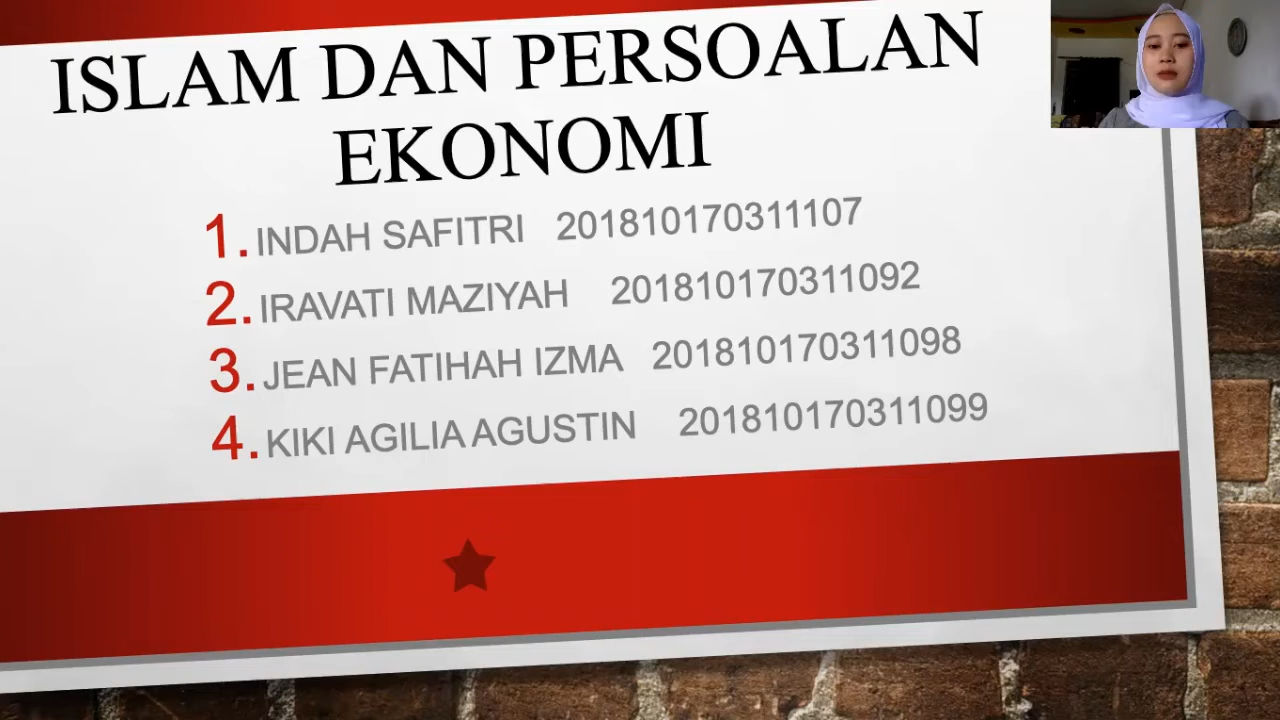 ISLAM DAN PERSOALAN
EKONOMI
1. INDAH SAFITRI 201810170311107
2. IRAVATI MAZIYAH 201810170311092
3. JEAN FATIHAH IZMA 201810170311098
4. KIKI AGILIA AGUSTIN 201810170311099